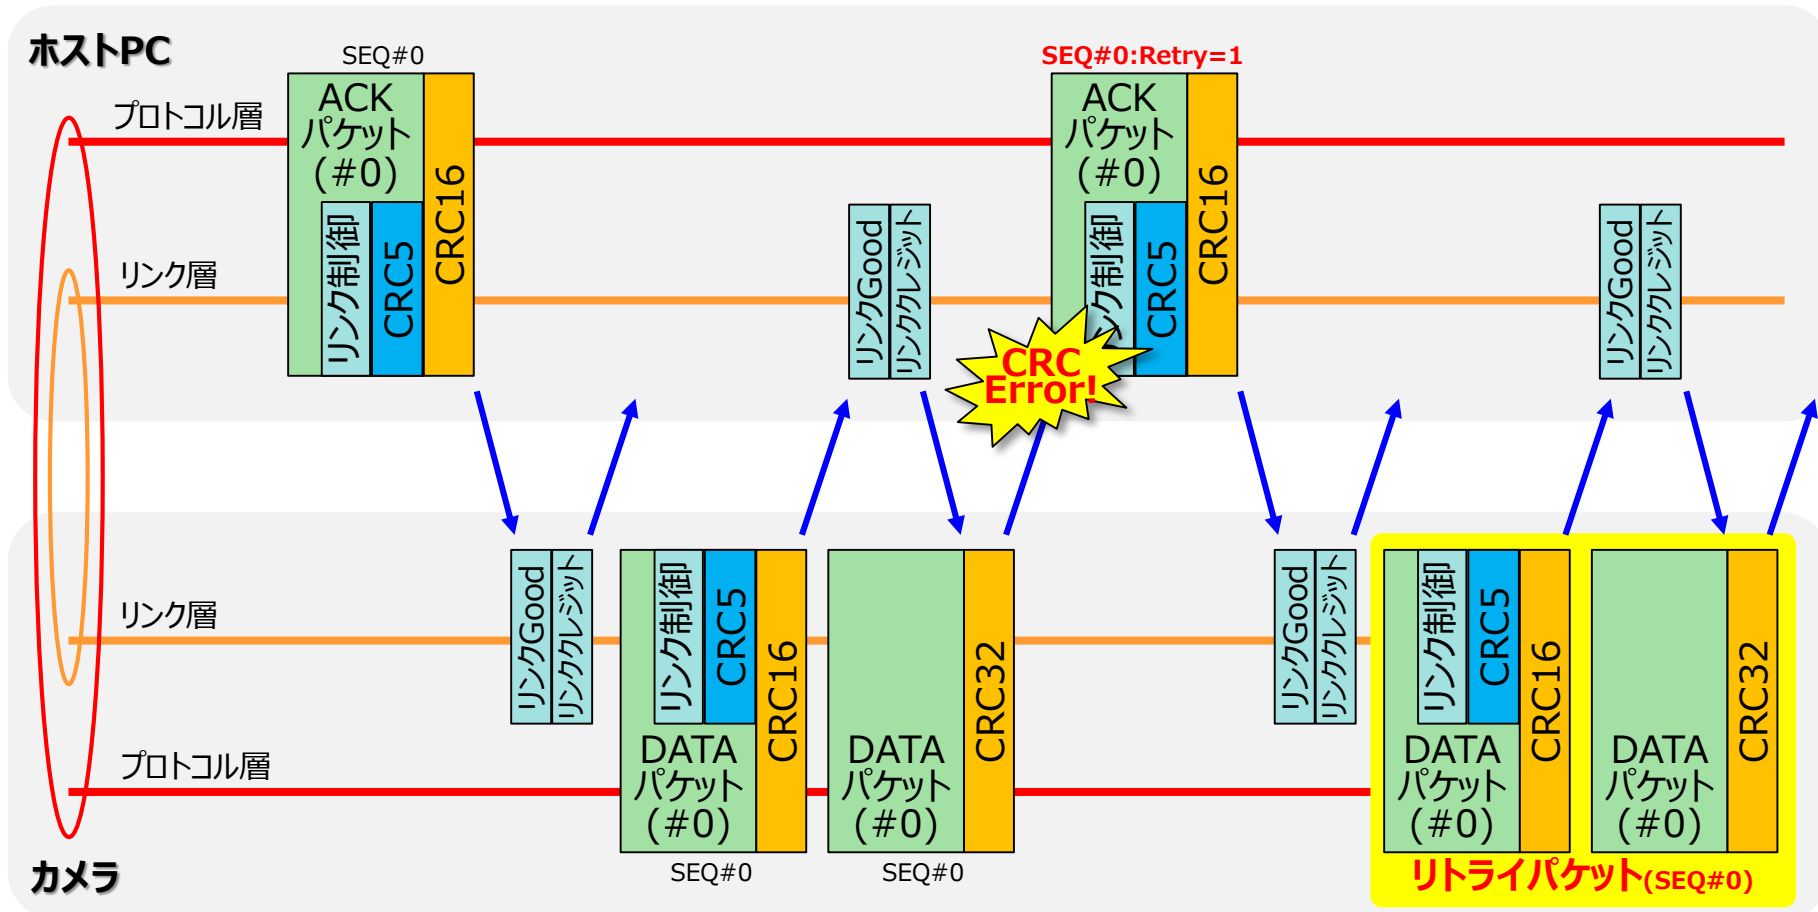 ホストPC
SEQ#0
SEQ#0:Retry=1
プロトコル層
ACK
パケット
(#0)
リンク制御
CRC5
CRC16
リンクGood
リンククレジット
ACK
パケット
(#0)
リンク制御
CRC5
CRC16
リンクGood
リンククレジット
リンク層
CRC
Error!
リンク層
リンクGood
リンククレジット
リンク制御
CRC5
CRC16
DATA
パケット
(#0)
DATA
パケット
(#0)
CRC32
リンクGood
リンククレジット
リンク制御
CRC5
CRC16
DATA
パケット
(#0)
DATA
パケット
(#0)
CRC32
プロトコル層
カメラ
SEQ#0
SEQ#0
リトライパケット(SEQ#0)